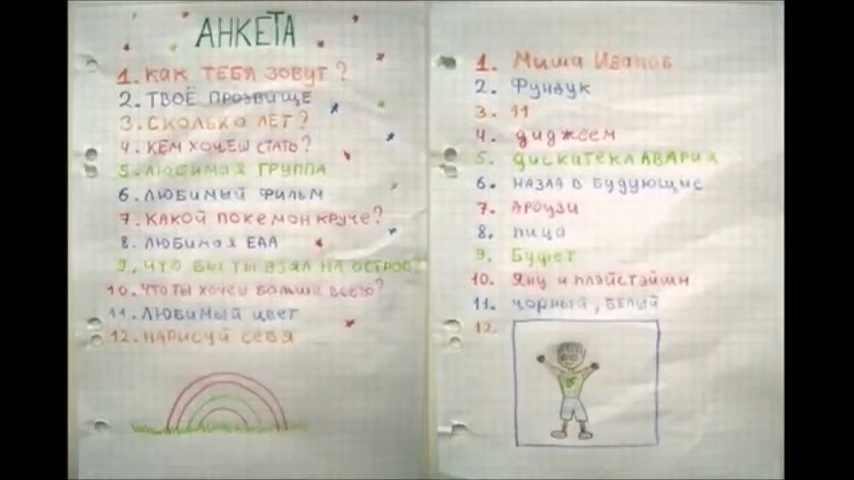 АНКЕТА
1. КАК ТЕБЯ ЗОВУТ?
2. ТВОЁ ПРОЗВИЩЕ
3. СКОЛЬКО ЛЕТ?
4. КЕМ ХОЧЕШ СТАТЬ?
5. ЛЮБИМАЯ ГРУППА
6. ЛЮБИМЫЙ ФИЛЬМ
7. КАКОЙ ПОКЕМОН КРУЧЕ?
8. ЛЮБИМАЯ ЕДА
9. ЧТО БЫ ТЫ ВЗЯЛ НА ОСТРОВ
10. ЧТО ТЫ ХОЧЕШ БОЛЬШЕ ВСЕГО?
11. ЛЮБИМЫЙ ЦВЕТ
12. НАРИСУЙ СЕБЯ
1. Миша Иванов
2. Фундук
3. 11
4. диджеем
5. ДИСКАТЕКА АВАРИЯ
6. НАЗАД В БУДУЮЩИЕ
7. АРОУЗИ
8. пица
9. Буфет
10. Яну и плэйстэйшн
11. чорный, БЕЛЫЙ
12.